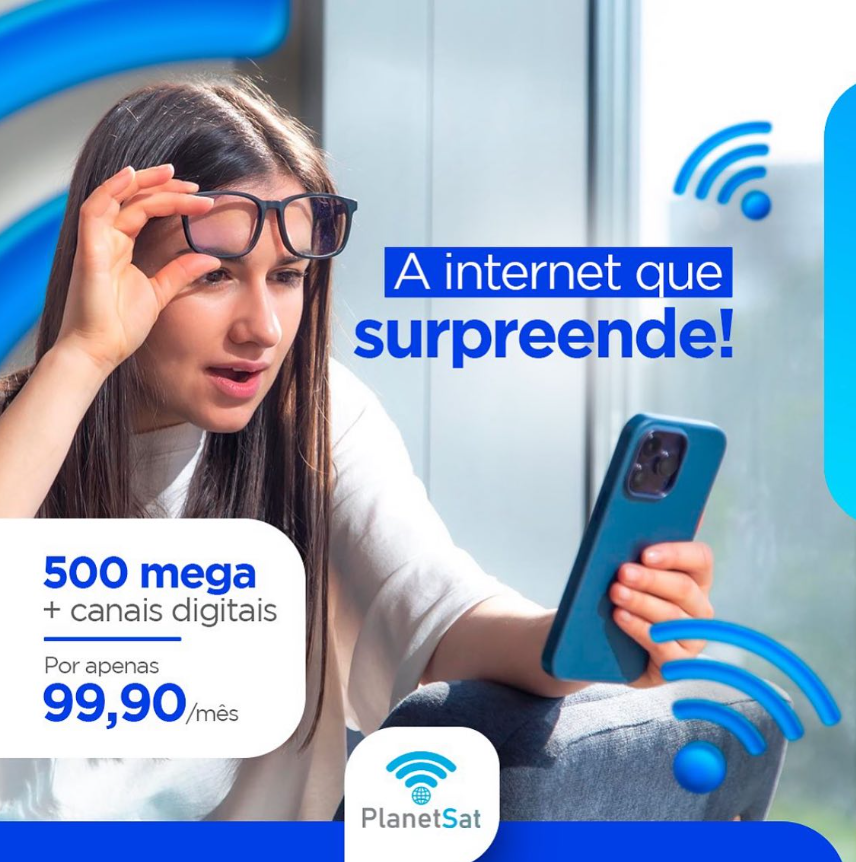 A internet que
surpreende!
500 mega
+ canais digitais
Por apenas
99,90/mês
PlanetSat